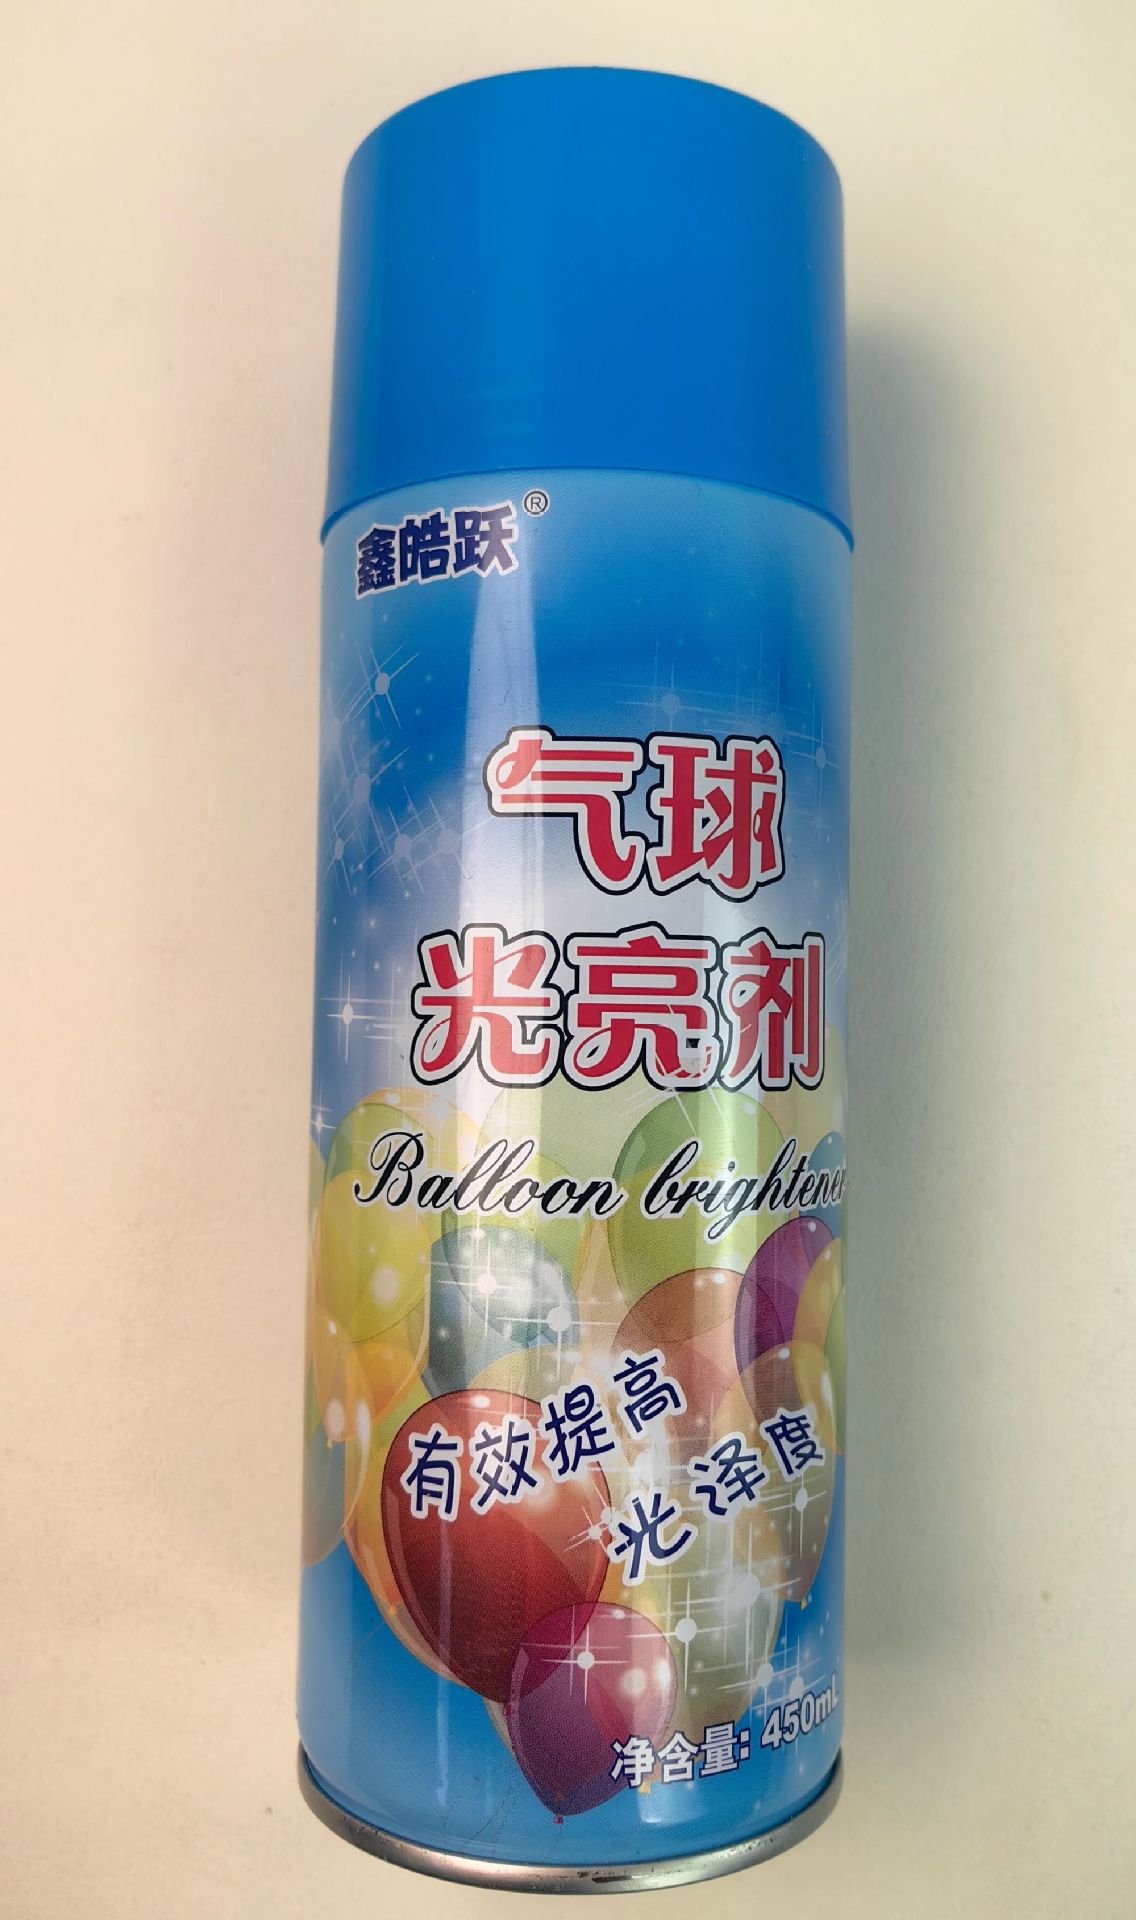 鑫皓跃®
气球
光亮剂
Balloon brightener
有效提高
光泽度
净含量: 450mL